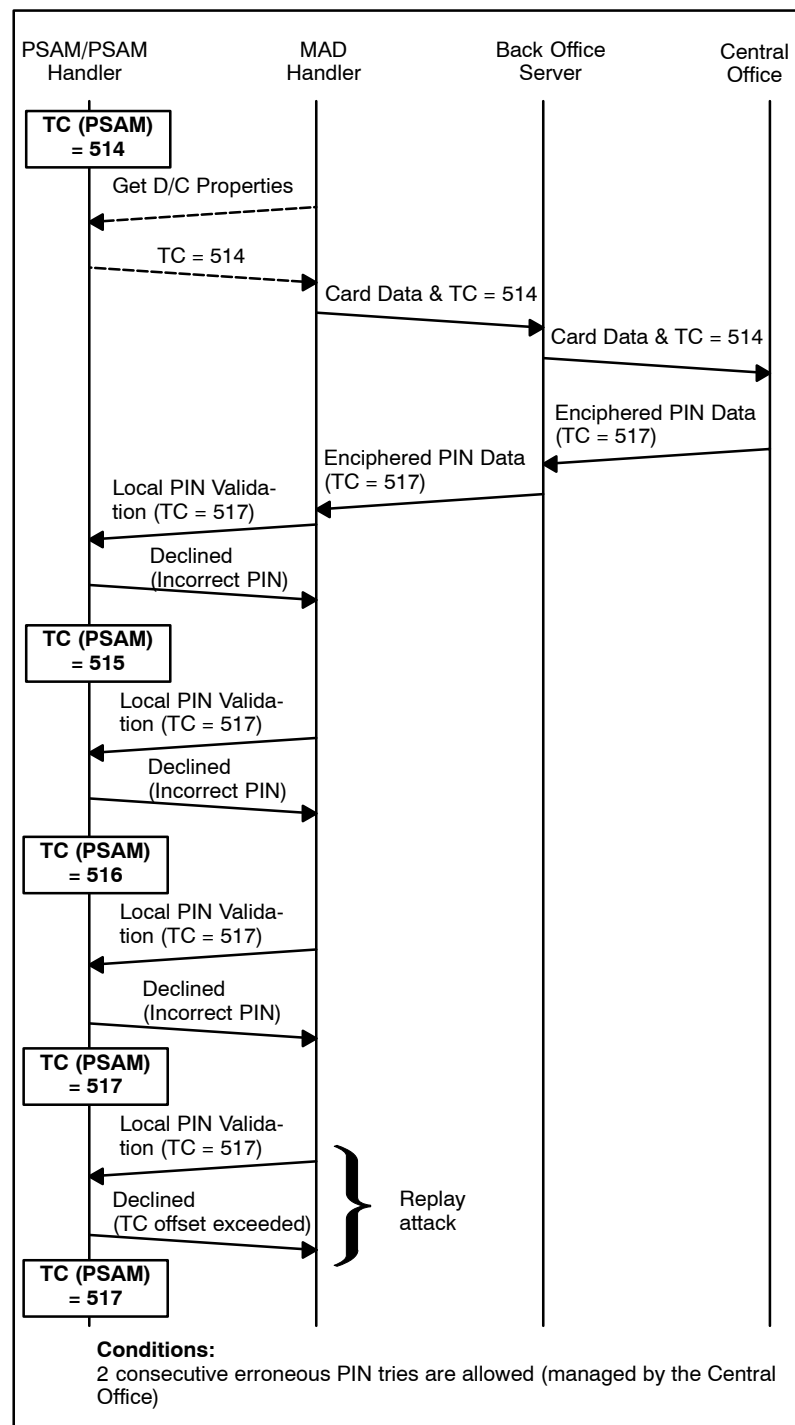 PSAM/PSAM
Handler
MAD
Handler
Back Office
Server
Central
Office
TC (PSAM)
= 514
Get D/C Properties
TC = 514
Card Data & TC = 514
Card Data & TC = 514
Enciphered PIN Data
(TC = 517)
Enciphered PIN Data
(TC = 517)
Local PIN Valida-
tion (TC = 517)
Declined
(Incorrect PIN)
TC (PSAM)
= 515
Local PIN Valida-
tion (TC = 517)
Declined
(Incorrect PIN)
TC (PSAM)
= 516
Local PIN Valida-
tion (TC = 517)
Declined
(Incorrect PIN)
TC (PSAM)
= 517
Local PIN Valida-
tion (TC = 517)
Declined
(TC offset exceeded)
Replay
attack
TC (PSAM)
= 517
Conditions:
2 consecutive erroneous PIN tries are allowed (managed by the Central
Office)